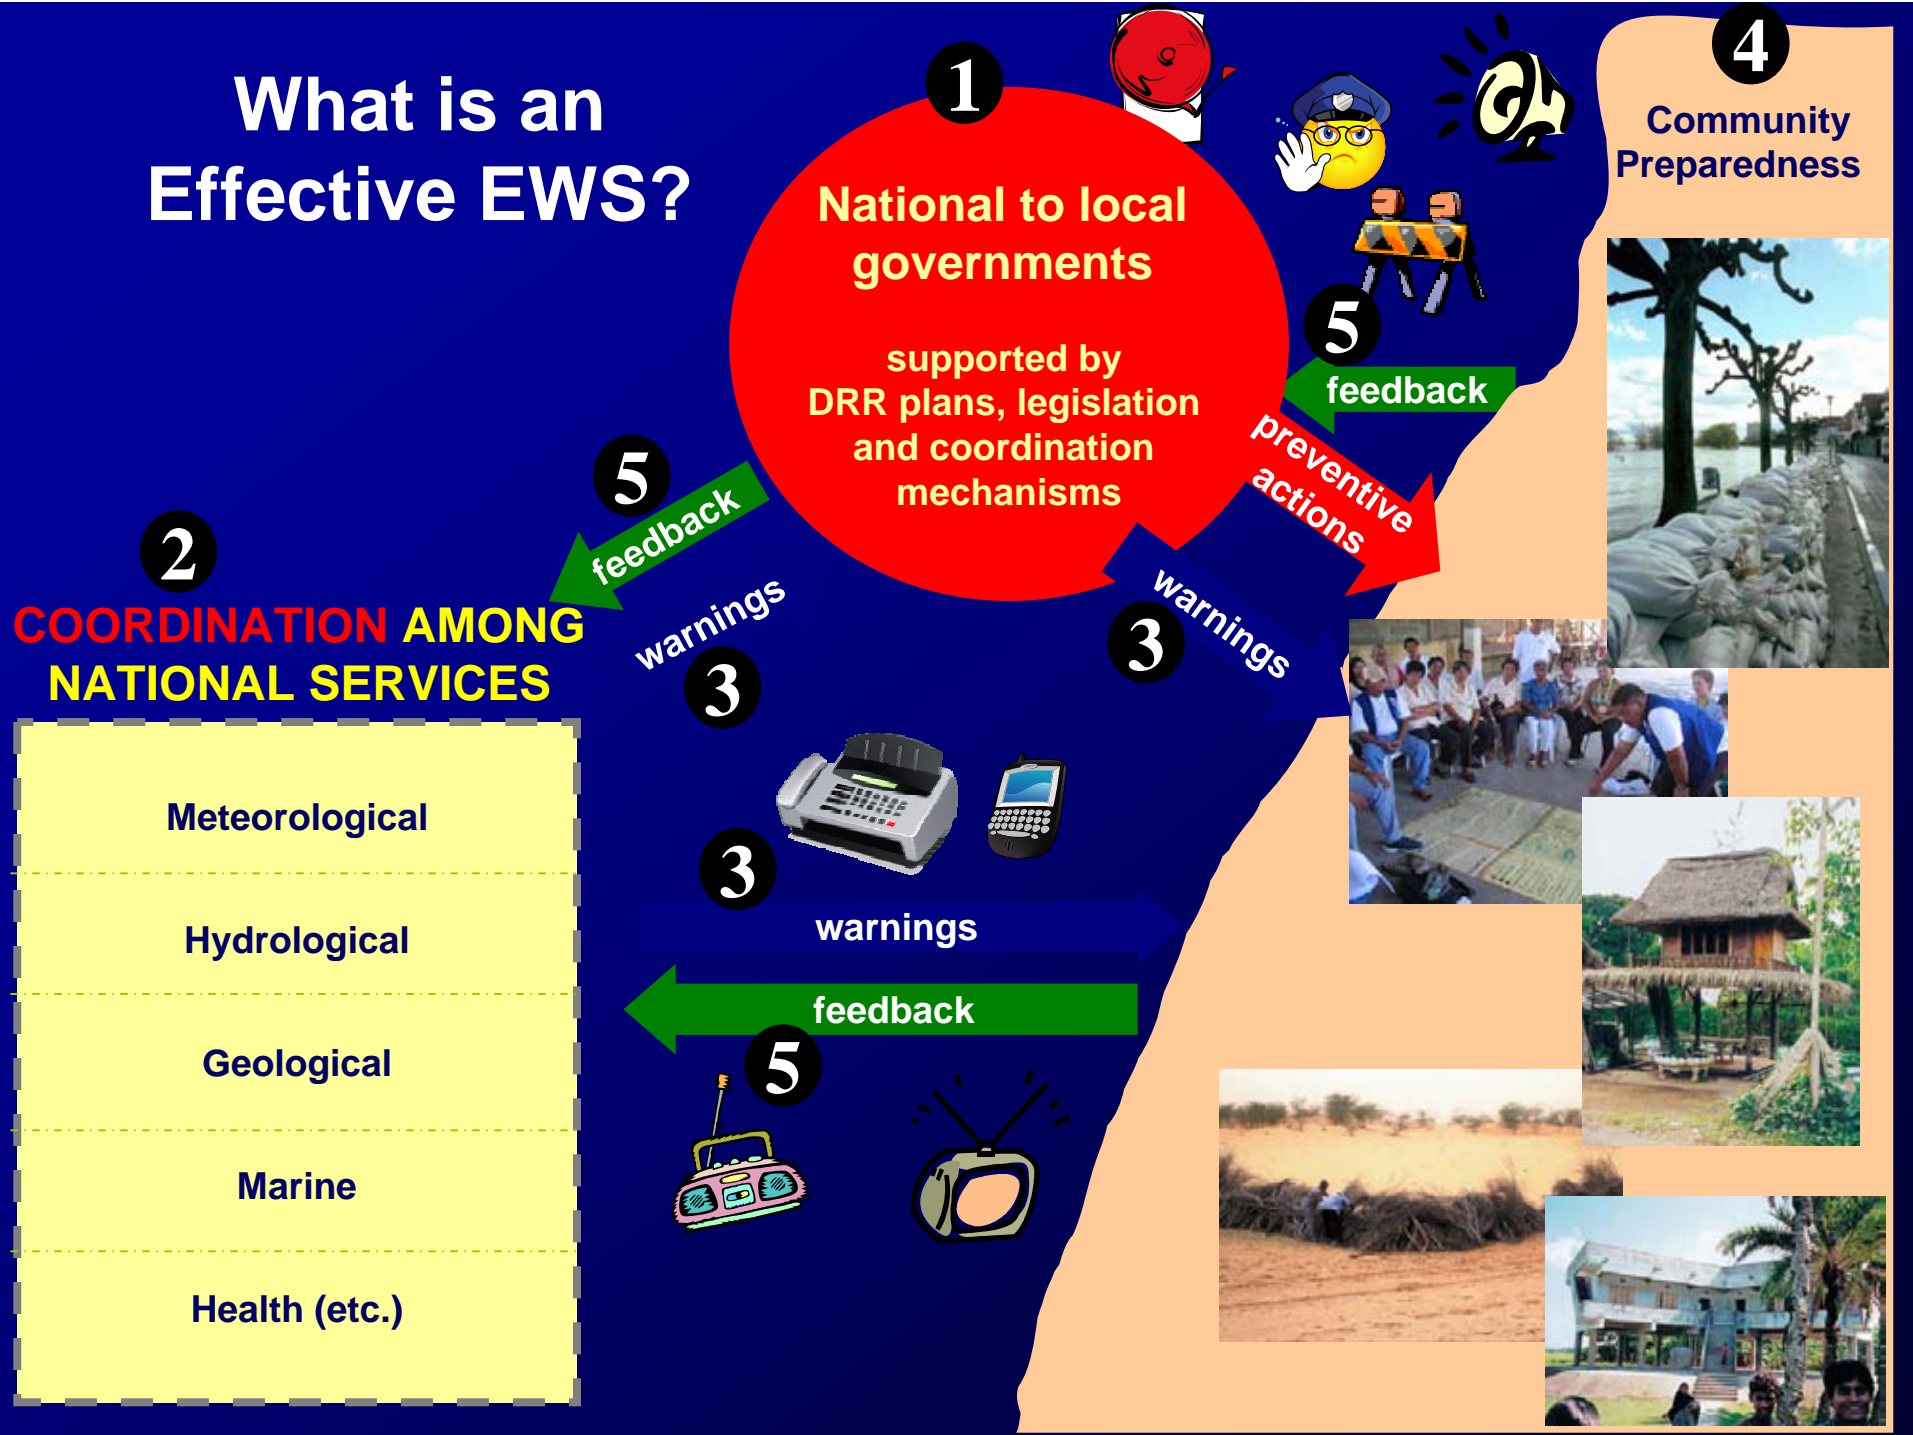 What is an
Effective EWS?
1
National to local
governments
supported by
DRR plans, legislation
and coordination
mechanisms
4
Community
Preparedness
5
feedback
preventive
actions
warnings
3
5
feedback
warnings
3
2
COORDINATION AMONG
NATIONAL SERVICES
Meteorological
Hydrological
Geological
Marine
Health (etc.)
3
warnings
feedback
5